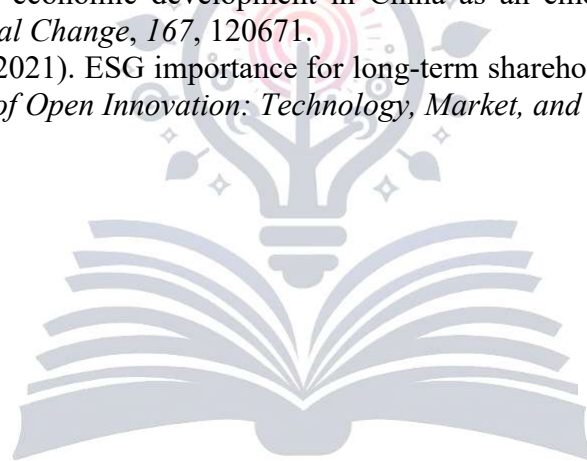 economic development in China as an
al Change, 167, 120671.
2021). ESG importance for long-term
of Open Innovation: Technology, Market, and